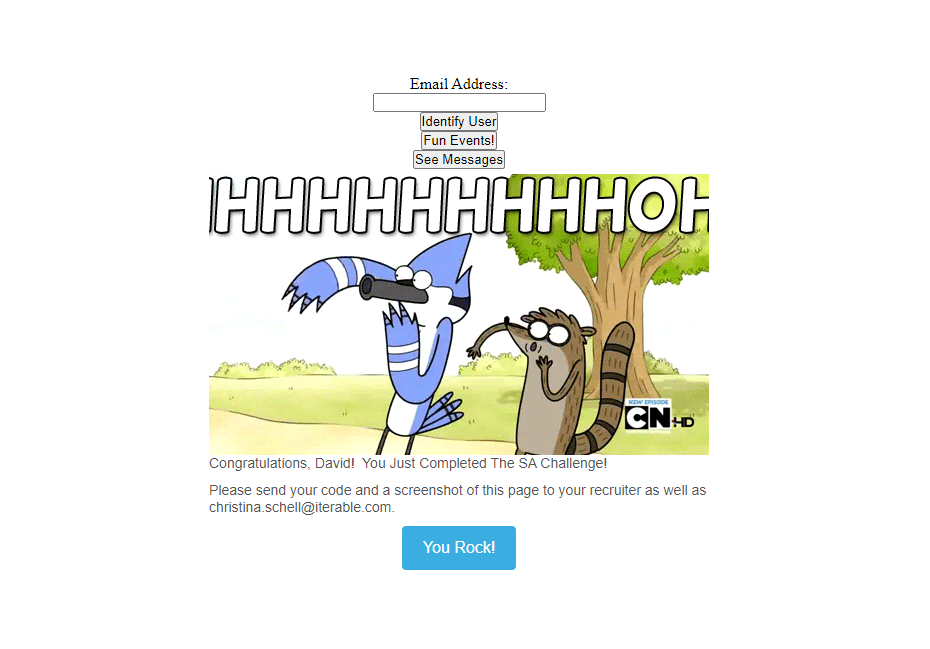 Email Address:
Identify User
Fun Events!
See Messages
HHHHHHHHHHOH
Congratulations, David!  You Just Completed The SA Challenge!
Please send your code and a screenshot of this page to your recruiter as well as
christina.schell@iterable.com.
NEW EPISODE
CN HD
You Rock!